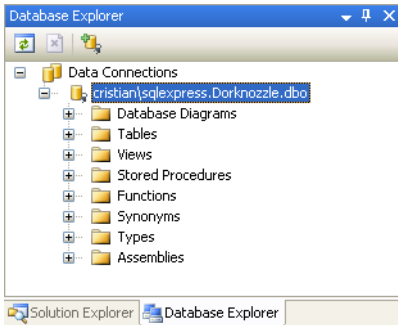 Database Explorer
Data Connections
cristian\sqlexpress.Dorknozzle.dbo
Database Diagrams
Tables
Views
Stored Procedures
Functions
Synonyms
Types
Assemblies
Solution Explorer Database Explorer